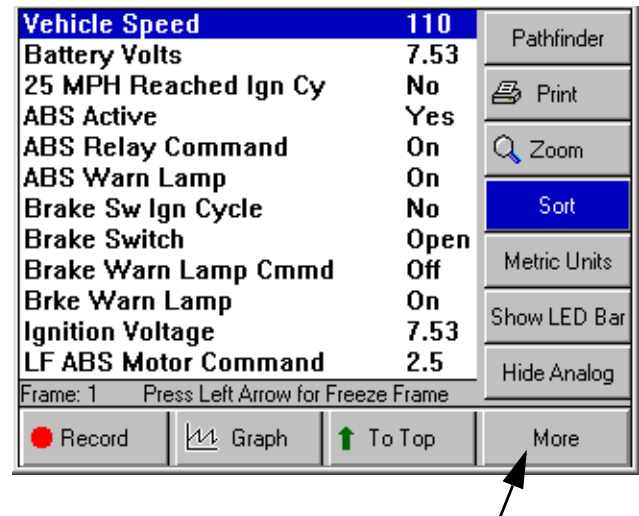 Vehicle Speed 110
Battery Volts 7.53
25 MPH Reached Ign Cy No
ABS Active Yes
ABS Relay Command On
ABS Warn Lamp On
Brake Sw Ign Cycle No
Brake Switch Open
Brake Warn Lamp Cmmd Off
Brke Warn Lamp On
Ignition Voltage 7.53
LF ABS Motor Command 2.5
Frame: 1 Press Left Arrow for Freeze Frame
Pathfinder
Print
Zoom
Sort
Metric Units
Show LED Bar
Hide Analog
Record Graph To Top More